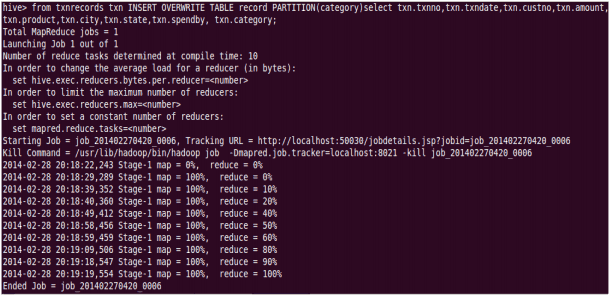 hive> from txnrecords txn INSERT OVERWRITE TABLE record PARTITION(category)select txn.txnno,txn.txndate,txn.custno,txn.amount,
txn.product,txn.city,txn.state,txn.spendby, txn.category;
Total MapReduce jobs = 1
Launching Job 1 out of 1
Number of reduce tasks determined at compile time: 10
In order to change the average load for a reducer (in bytes):
  set hive.exec.reducers.bytes.per.reducer=<number>
In order to limit the maximum number of reducers:
  set hive.exec.reducers.max=<number>
In order to set a constant number of reducers:
  set mapred.reduce.tasks=<number>
Starting Job = job_201402270420_0006, Tracking URL = http://localhost:50030/jobdetails.jsp?jobid=job_201402270420_0006
Kill Command = /usr/lib/hadoop/bin/hadoop job  -Dmapred.job.tracker=localhost:8021 -kill job_201402270420_0006
2014-02-28 20:18:22,243 Stage-1 map = 0%,  reduce = 0%
2014-02-28 20:18:29,289 Stage-1 map = 100%,  reduce = 0%
2014-02-28 20:18:39,352 Stage-1 map = 100%,  reduce = 10%
2014-02-28 20:18:40,360 Stage-1 map = 100%,  reduce = 20%
2014-02-28 20:18:49,412 Stage-1 map = 100%,  reduce = 40%
2014-02-28 20:18:58,456 Stage-1 map = 100%,  reduce = 50%
2014-02-28 20:18:59,459 Stage-1 map = 100%,  reduce = 60%
2014-02-28 20:19:09,506 Stage-1 map = 100%,  reduce = 80%
2014-02-28 20:19:18,547 Stage-1 map = 100%,  reduce = 90%
2014-02-28 20:19:19,554 Stage-1 map = 100%,  reduce = 100%
Ended Job = job_201402270420_0006